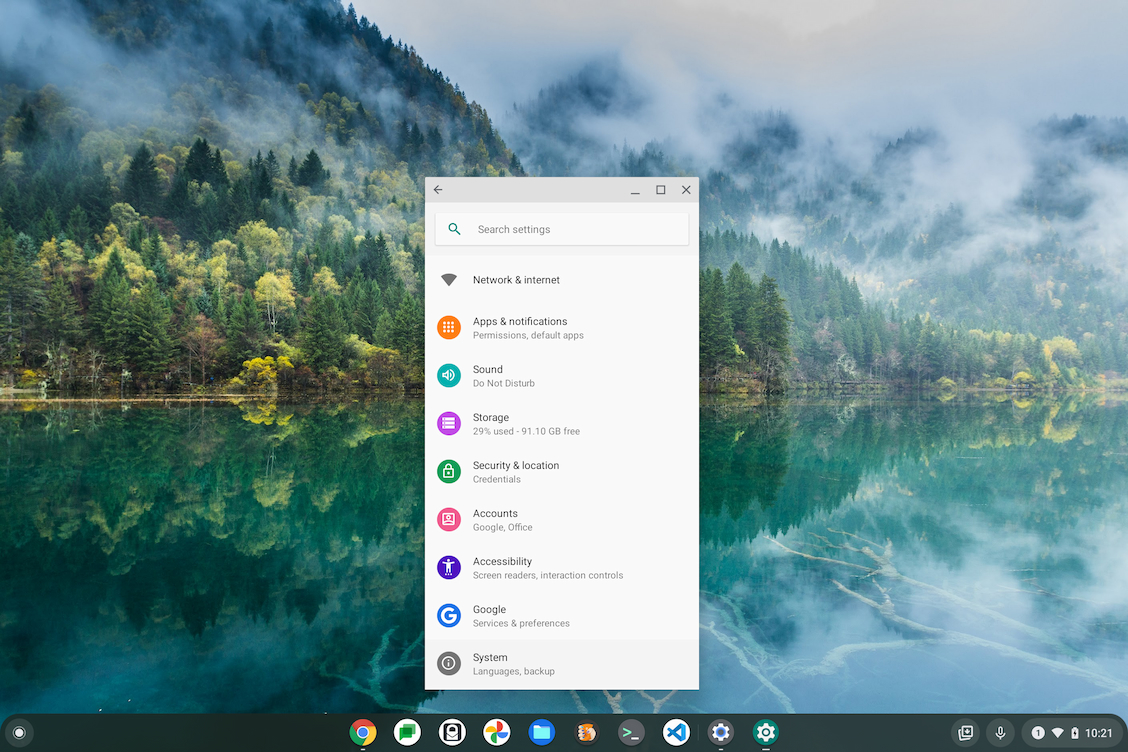 Search settings
Network & internet
Apps & notifications
Permissions, default apps
Sound
Do Not Disturb
Storage
29% used - 91.10 GB free
Security & location
Credentials
Accounts
Google, Office
Accessibility
Screen readers, interaction controls
Google
Services & preferences
System
Languages, backup
1
10:21